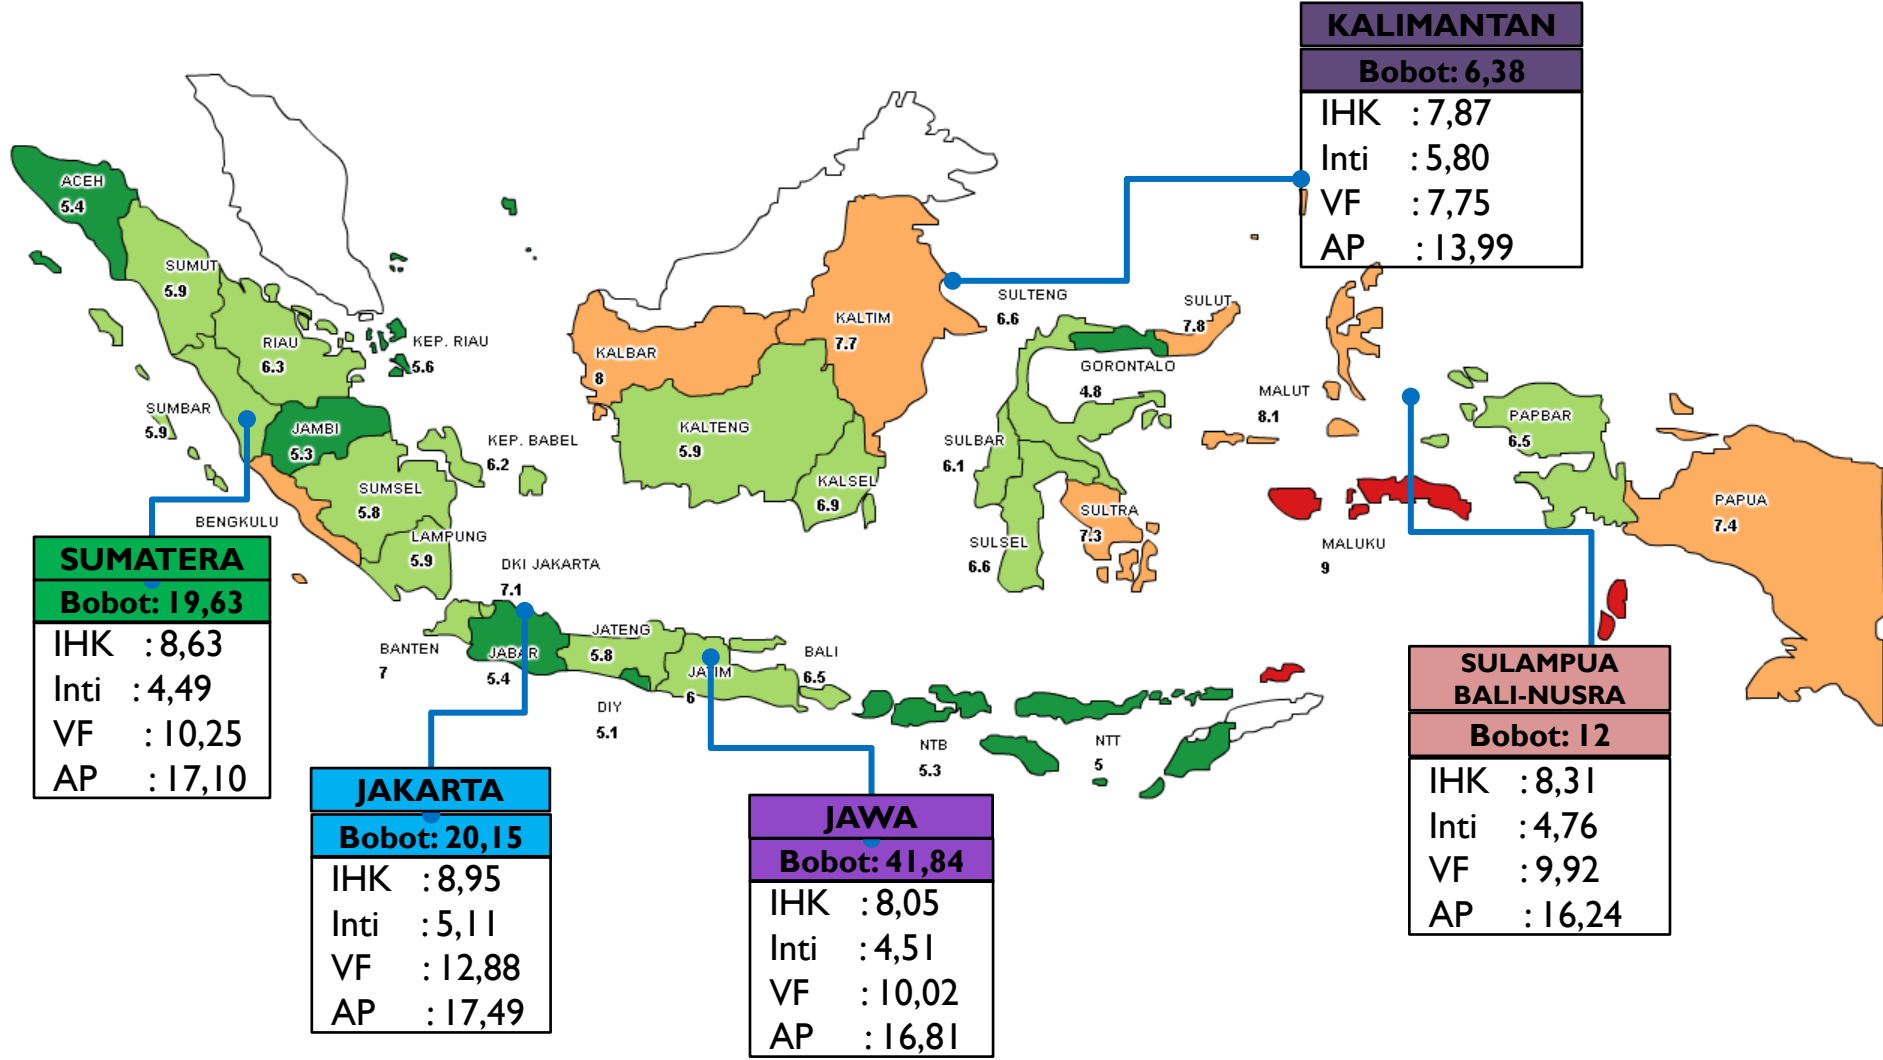 KALIMANTAN
Bobot: 6,38
IHK : 7,87
Inti : 5,80
VF : 7,75
AP : 13,99
ACEH
5.4
SUMUT
5.9
RIAU
6.3
KEP. RIAU
5.6
SUMBAR
5.9
JAMBI
5.3
KEP. BABEL
6.2
SUMSEL
5.8
BENGKULU
LAMPUNG
5.9
DKI JAKARTA
7.1
BANTEN
7
JABAR
5.4
JATENG
5.8
DIY
5.1
JATIM
6
BALI
6.5
NTB
5.3
NTT
5
KALBAR
8
KALTIM
7.7
KALTENG
5.9
KALSEL
6.9
SULTENG
6.6
SULUT
7.8
GORONTALO
4.8
SULBAR
6.1
SULSEL
6.6
SULTRA
7.3
MALUT
8.1
MALUKU
9
PAPBAR
6.5
PAPUA
7.4
SUMATERA
Bobot: 19,63
IHK : 8,63
Inti : 4,49
VF : 10,25
AP : 17,10
JAKARTA
Bobot: 20,15
IHK : 8,95
Inti : 5,11
VF : 12,88
AP : 17,49
JAWA
Bobot: 41,84
IHK : 8,05
Inti : 4,51
VF : 10,02
AP : 16,81
SULAMPUA
BALI-NUSRA
Bobot: 12
IHK : 8,31
Inti : 4,76
VF : 9,92
AP : 16,24